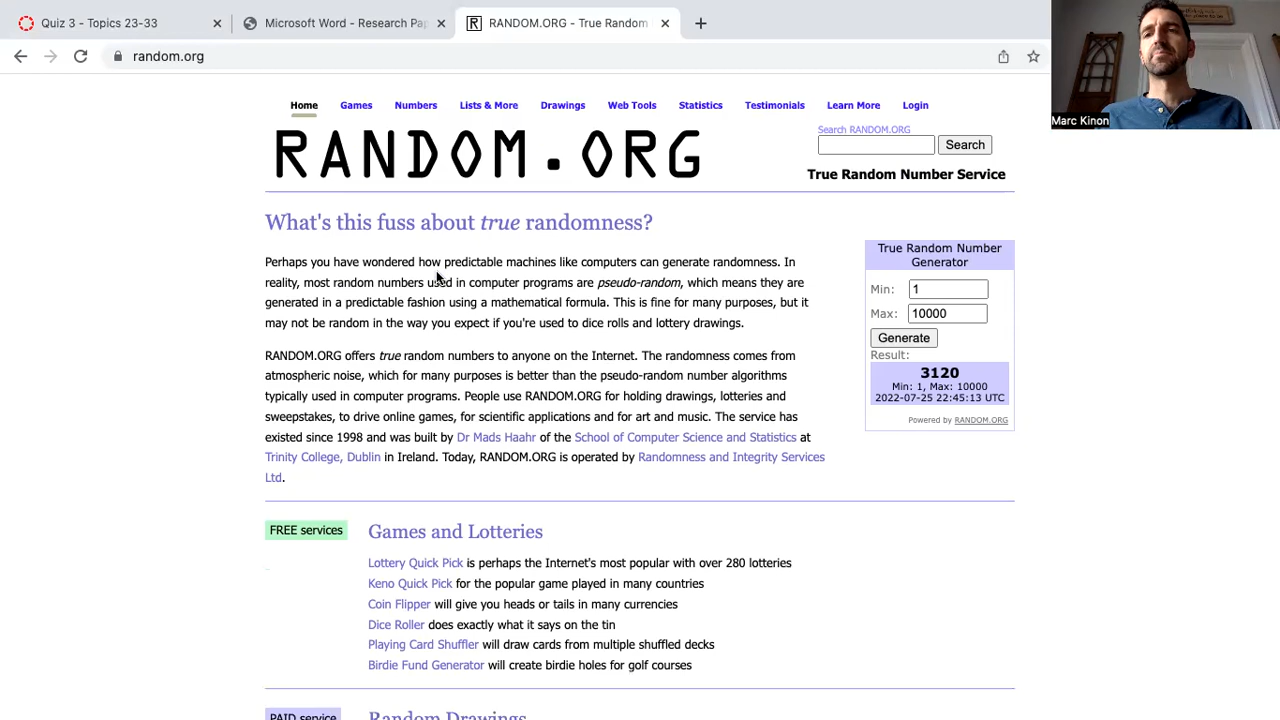 Quiz 3 - Topics 23-33
Microsoft Word - Research Pa
RANDOM.ORG - True Random
random.org
Marc Kinon
Home Games Numbers Lists & More Drawings Web Tools Statistics Testimonials Learn More Login
RANDOM.ORG
Search RANDOM.ORG
Search
True Random Number Service
What's this fuss about true randomness?
Perhaps you have wondered how predictable machines like computers can generate randomness. In
reality, most random numbers used in computer programs are pseudo-random, which means they are
generated in a predictable fashion using a mathematical formula. This is fine for many purposes, but it
may not be random in the way you expect if you're used to dice rolls and lottery drawings.
RANDOM.ORG offers true random numbers to anyone on the Internet. The randomness comes from
atmospheric noise, which for many purposes is better than the pseudo-random number algorithms
typically used in computer programs. People use RANDOM.ORG for holding drawings, lotteries and
sweepstakes, to drive online games, for scientific applications and for art and music. The service has
existed since 1998 and was built by Dr Mads Haahr of the School of Computer Science and Statistics at
Trinity College, Dublin in Ireland. Today, RANDOM.ORG is operated by Randomness and Integrity Services
Ltd.
True Random Number
Generator
Min: 1
Max: 10000
Generate
Result:
3120
Min: 1, Max: 10000
2022-07-25 22:45:13 UTC
Powered by RANDOM.ORG
FREE services
Games and Lotteries
Lottery Quick Pick is perhaps the Internet's most popular with over 280 lotteries
Keno Quick Pick for the popular game played in many countries
Coin Flipper will give you heads or tails in many currencies
Dice Roller does exactly what it says on the tin
Playing Card Shuffler will draw cards from multiple shuffled decks
Birdie Fund Generator will create birdie holes for golf courses
PAID service
Random Drawings